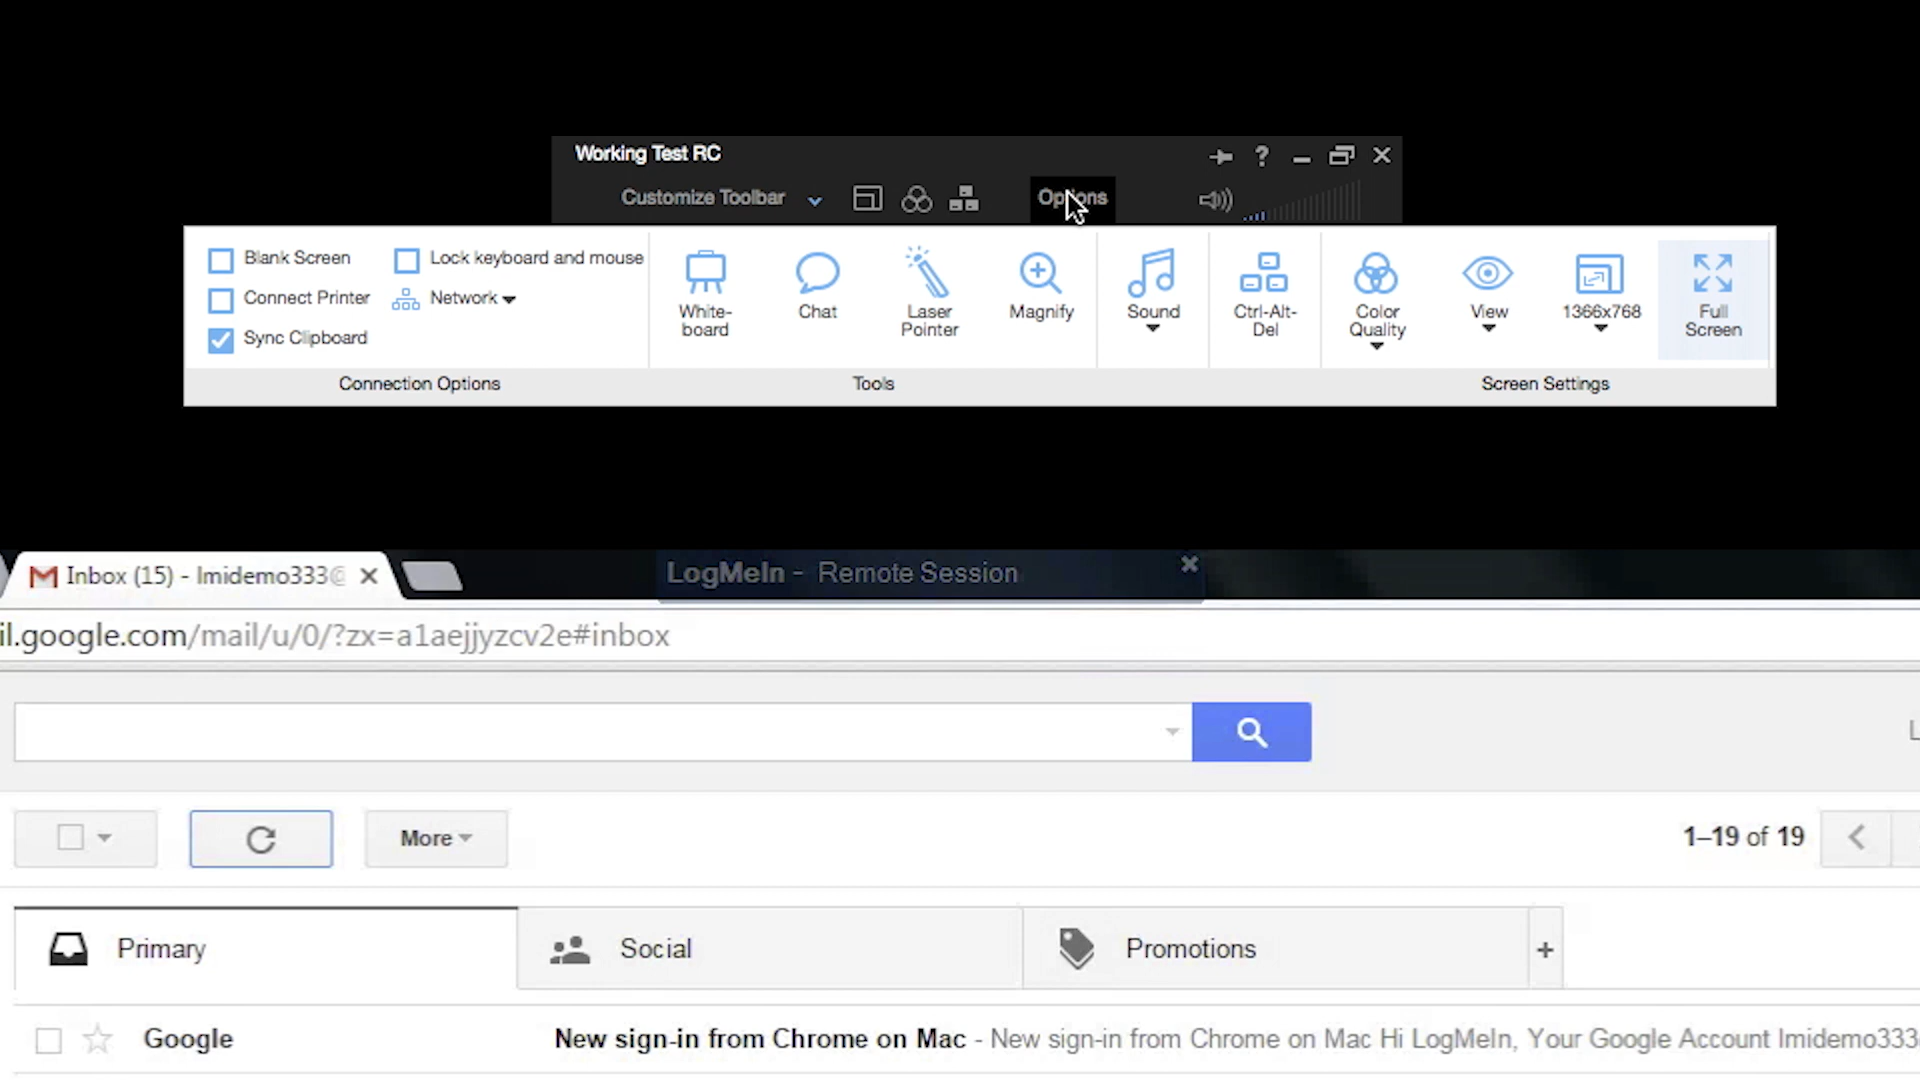 Working Test RC
?
Customize Toolbar
Options
Blank Screen
Lock keyboard and mouse
Connect Printer
Network
Sync Clipboard
White-
board
Chat
Laser
Pointer
Magnify
Sound
Ctrl-Alt-
Del
Color
Quality
View
1366x768
Full
Screen
Connection Options
Tools
Screen Settings
Inbox (15) - lmidemo333@
LogMeIn - Remote Session
il.google.com/mail/u/0/?zx=a1aejjyzcv2e#inbox
L
More
1–19 of 19
Primary
Social
Promotions
+
Google
New sign-in from Chrome on Mac - New sign-in from Chrome on Mac Hi LogMeIn, Your Google Account lmidemo333